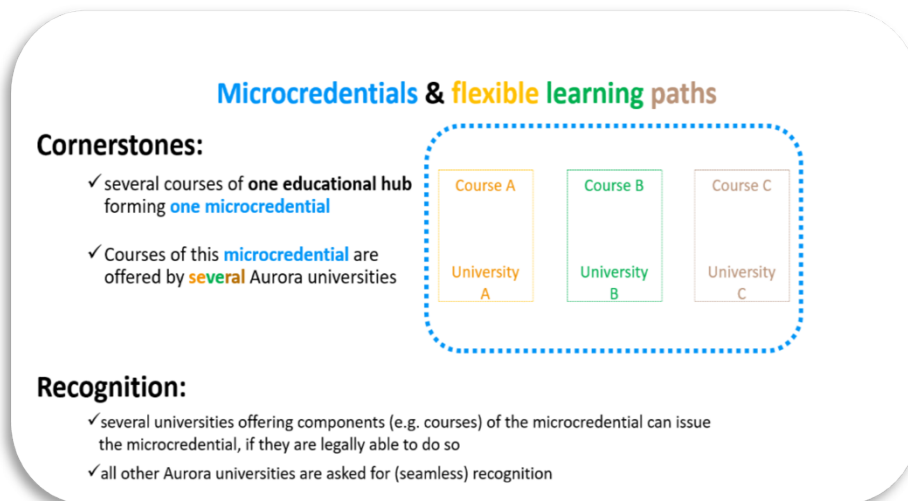 Microcredentials & flexible learning paths
Cornerstones:
✓several courses of one educational hub
forming one microcredential
✓Courses of this microcredential are
offered by several Aurora universities
Course A
University
A
Course B
University
B
Course C
University
C
Recognition:
✓several universities offering components (e.g. courses) of the microcredential can issue
the microcredential, if they are legally able to do so
✓all other Aurora universities are asked for (seamless) recognition